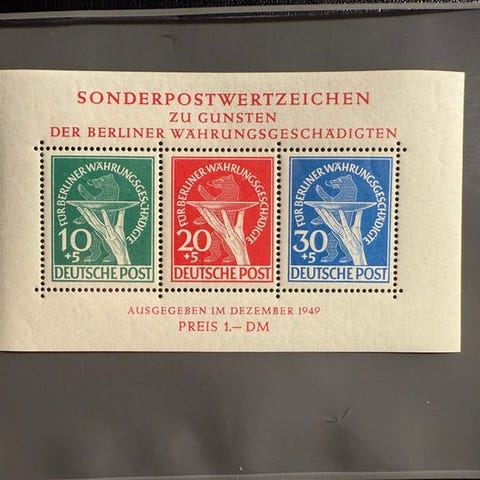 SONDERPOSTWERTZEICHEN
ZU GUNSTEN
DER BERLINER WÄHRUNGSGESCHÄDIGTEN
FÜR BERLINER WÄHRUNGSGESCHÄDIGTE
10
+5
DEUTSCHE POST
FÜR BERLINER WÄHRUNGSGESCHÄDIGTE
20
+5
DEUTSCHE POST
FÜR BERLINER WÄHRUNGSGESCHÄDIGTE
30
+5
DEUTSCHE POST
AUSGEGEBEN IM DEZEMBER 1949
PREIS 1.— DM